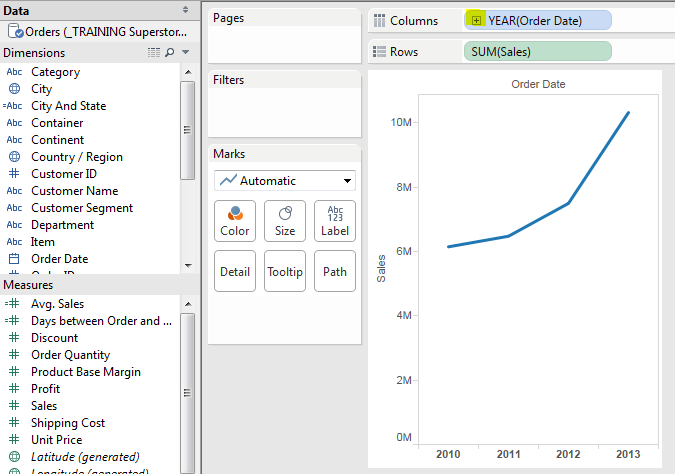 Data
Orders (_TRAINING Superstor...
Dimensions
Abc Category
City
=Abc City And State
Abc Container
Abc Continent
Country / Region
# Customer ID
Abc Customer Name
Abc Customer Segment
Abc Department
Abc Item
Order Date
Measures
=# Avg. Sales
=# Days between Order and ...
# Discount
# Order Quantity
# Product Base Margin
# Profit
# Sales
# Shipping Cost
# Unit Price
Latitude (generated)
Longitude (generated)
Pages
Filters
Marks
Automatic
Color
Size
Abc
123
Label
Detail
Tooltip
Path
Columns
YEAR(Order Date)
Rows
SUM(Sales)
Order Date
Sales
10M
8M
6M
4M
2M
0M
2010 2011 2012 2013